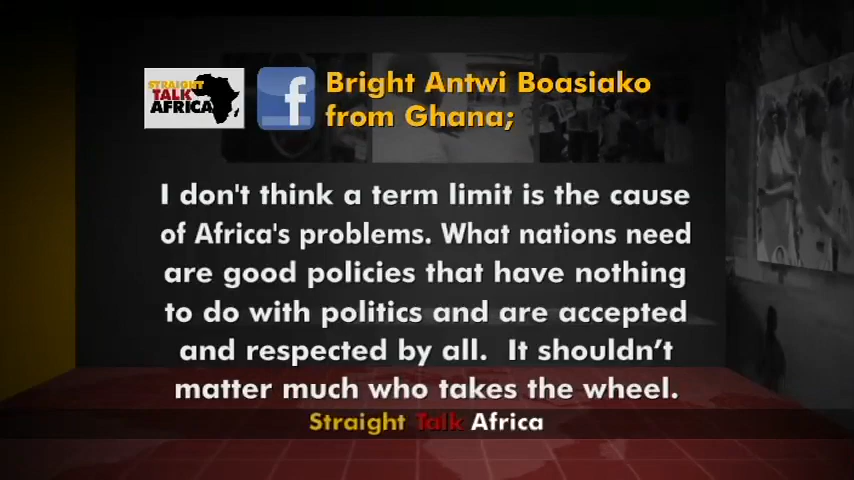 STRAIGHT
TALK
AFRICA
f
Bright Antwi Boasiako
from Ghana;
I don't think a term limit is the cause
of Africa's problems. What nations need
are good policies that have nothing
to do with politics and are accepted
and respected by all.  It shouldn’t
matter much who takes the wheel.
Straight Talk Africa